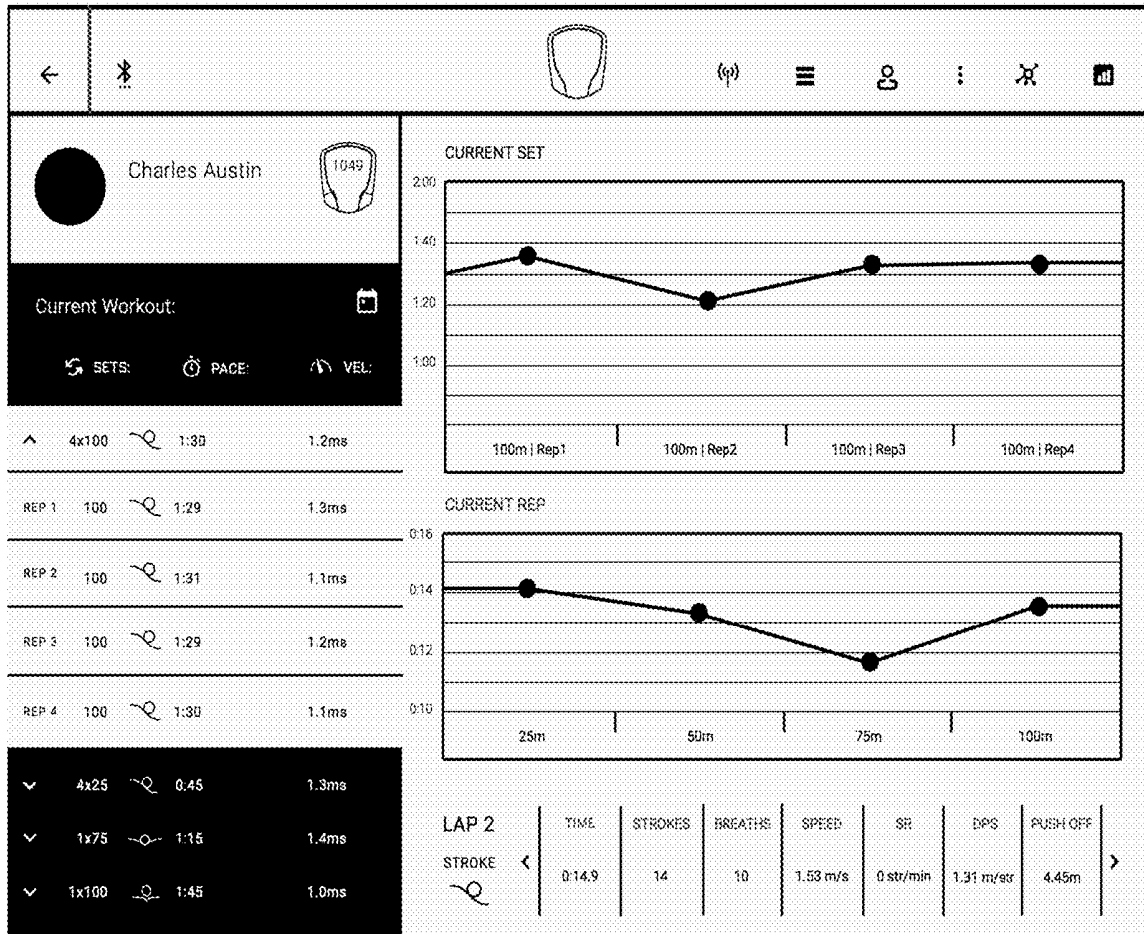 Charles Austin
1049
Current Workout:
SETS: PACE: VEL:
4x100 1:30 1.2ms
REP 1 100 1:29 1.3ms
REP 2 100 1:31 1.1ms
REP 3 100 1:29 1.2ms
REP 4 100 1:30 1.1ms
4x25 0:45 1.3ms
1x75 1:15 1.4ms
1x100 1:45 1.0ms
CURRENT SET
2:00
1:40
1:20
1:00
100m | Rep1 100m | Rep2 100m | Rep3 100m | Rep4
CURRENT REP
0:16
0:14
0:12
0:10
25m 50m 75m 100m
LAP 2
STROKE
TIME STROKES BREATHS SPEED SR DPS PUSH OFF
0:14.9 14 10 1.53 m/s 0 str/min 1.31 m/str 4.45m